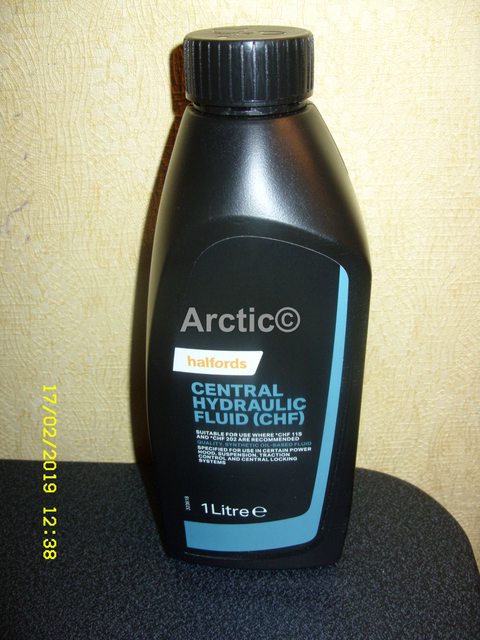 Arctic©
halfords
CENTRAL
HYDRAULIC
FLUID (CHF)
SUITABLE FOR USE WHERE *CHF 11S
AND *CHF 202 ARE RECOMMENDED
QUALITY SYNTHETIC OIL-BASED FLUID
SPECIFIED FOR USE IN CERTAIN POWER
HOOD, SUSPENSION, TRACTION
CONTROL AND CENTRAL LOCKING
SYSTEMS
1 Litre e
17/02/2019 12:38